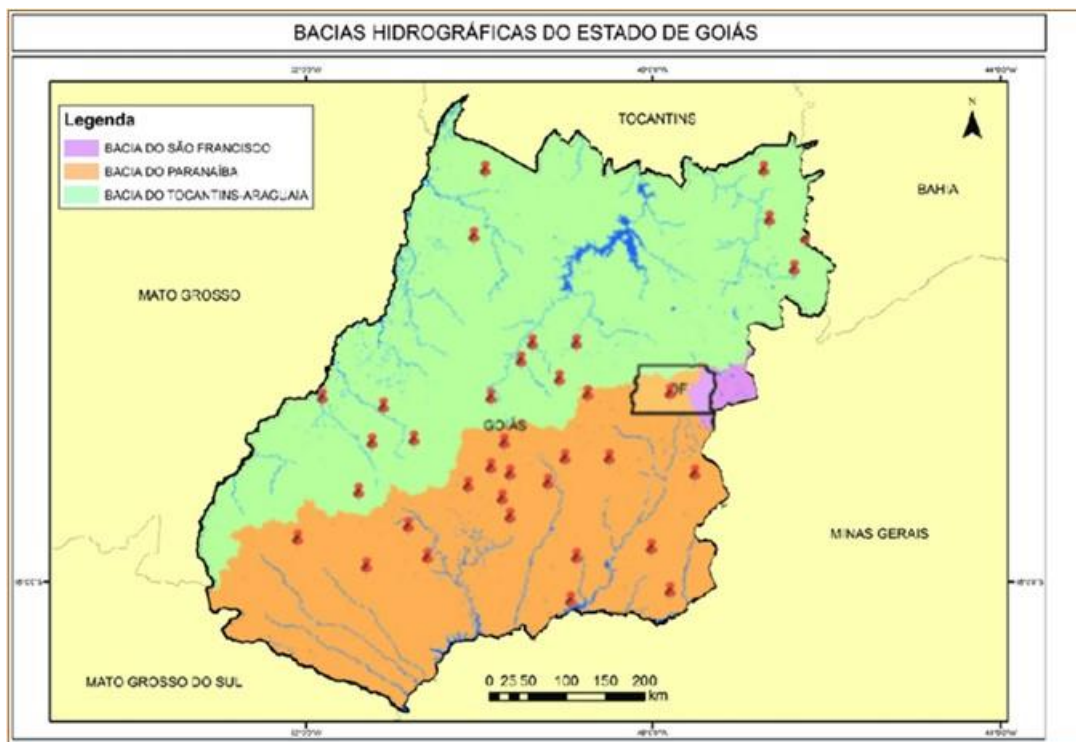 BACIAS HIDROGRÁFICAS DO ESTADO DE GOIÁS
TOCANTINS
N
Legenda
BACIA DO SÃO FRANCISCO
BACIA DO PARANAÍBA
BACIA DO TOCANTINS-ARAGUAIA
BAHIA
MATO GROSSO
DF
GOIÁS
MINAS GERAIS
MATO GROSSO DO SUL
0 25 50 100 150 200
km